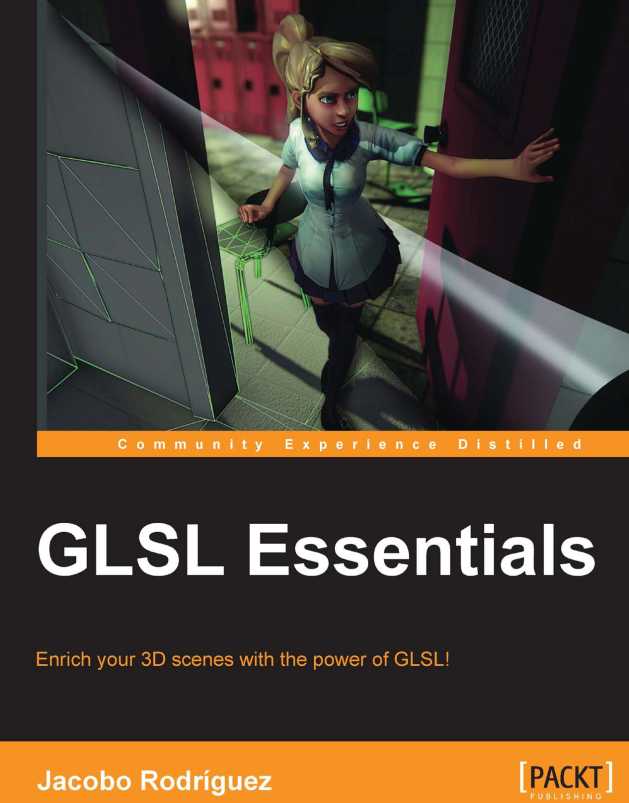 Community Experience Distilled
GLSL Essentials
Enrich your 3D scenes with the power of GLSL!
Jacobo Rodríguez
[PACKT]
PUBLISHING